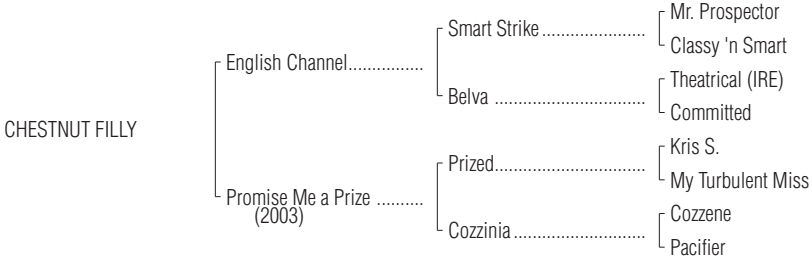 Mr. Prospector
Smart Strike ......................
Classy 'n Smart
English Channel................
Theatrical (IRE)
Belva ................................
Committed
CHESTNUT FILLY
Kris S.
Prized................................
My Turbulent Miss
Promise Me a Prize ..........
(2003)
Cozzene
Cozzinia ............................
Pacifier